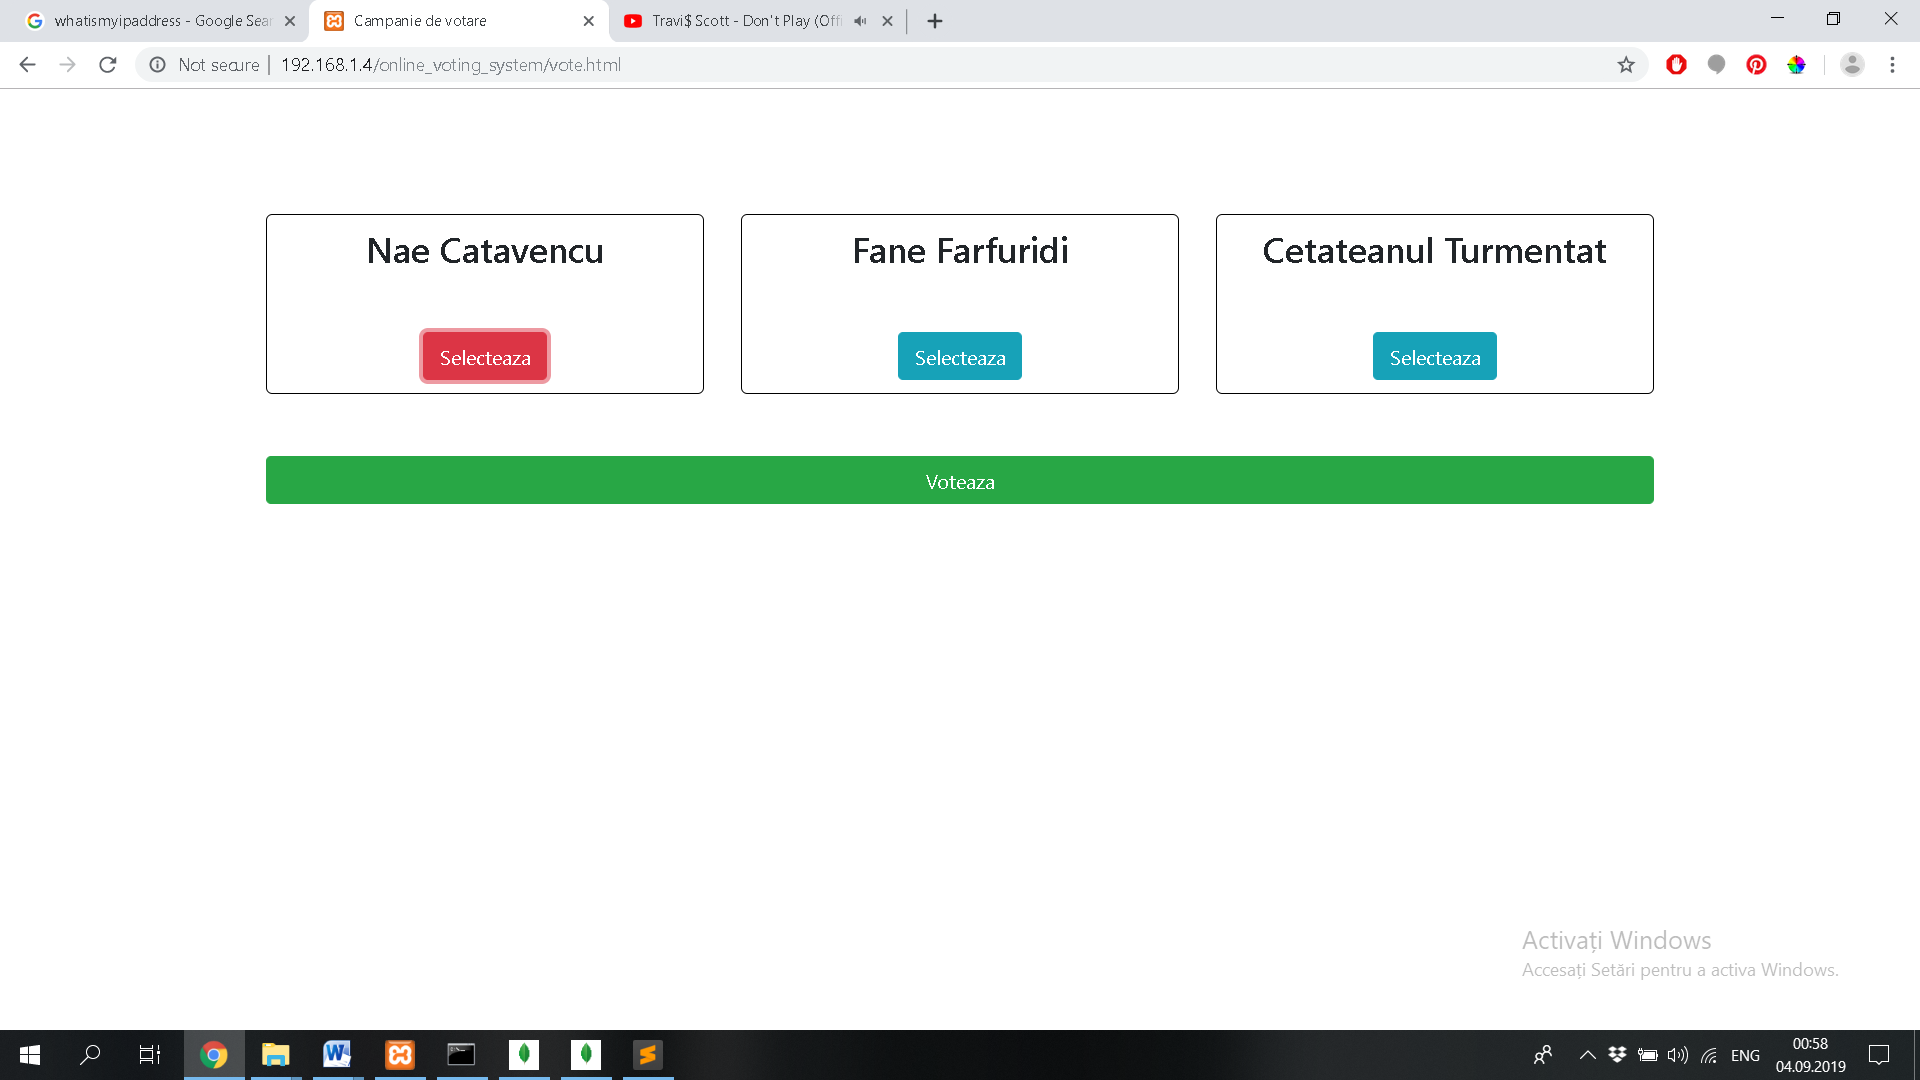 whatismyipaddress - Google Sear
Campanie de votare
Travi$ Scott - Don't Play (Offi
Not secure | 192.168.1.4/online_voting_system/vote.html
Nae Catavencu
Fane Farfuridi
Cetateanul Turmentat
Selecteaza
Selecteaza
Selecteaza
Voteaza
Activați Windows
Accesați Setări pentru a activa Windows.
ENG
00:58
04.09.2019